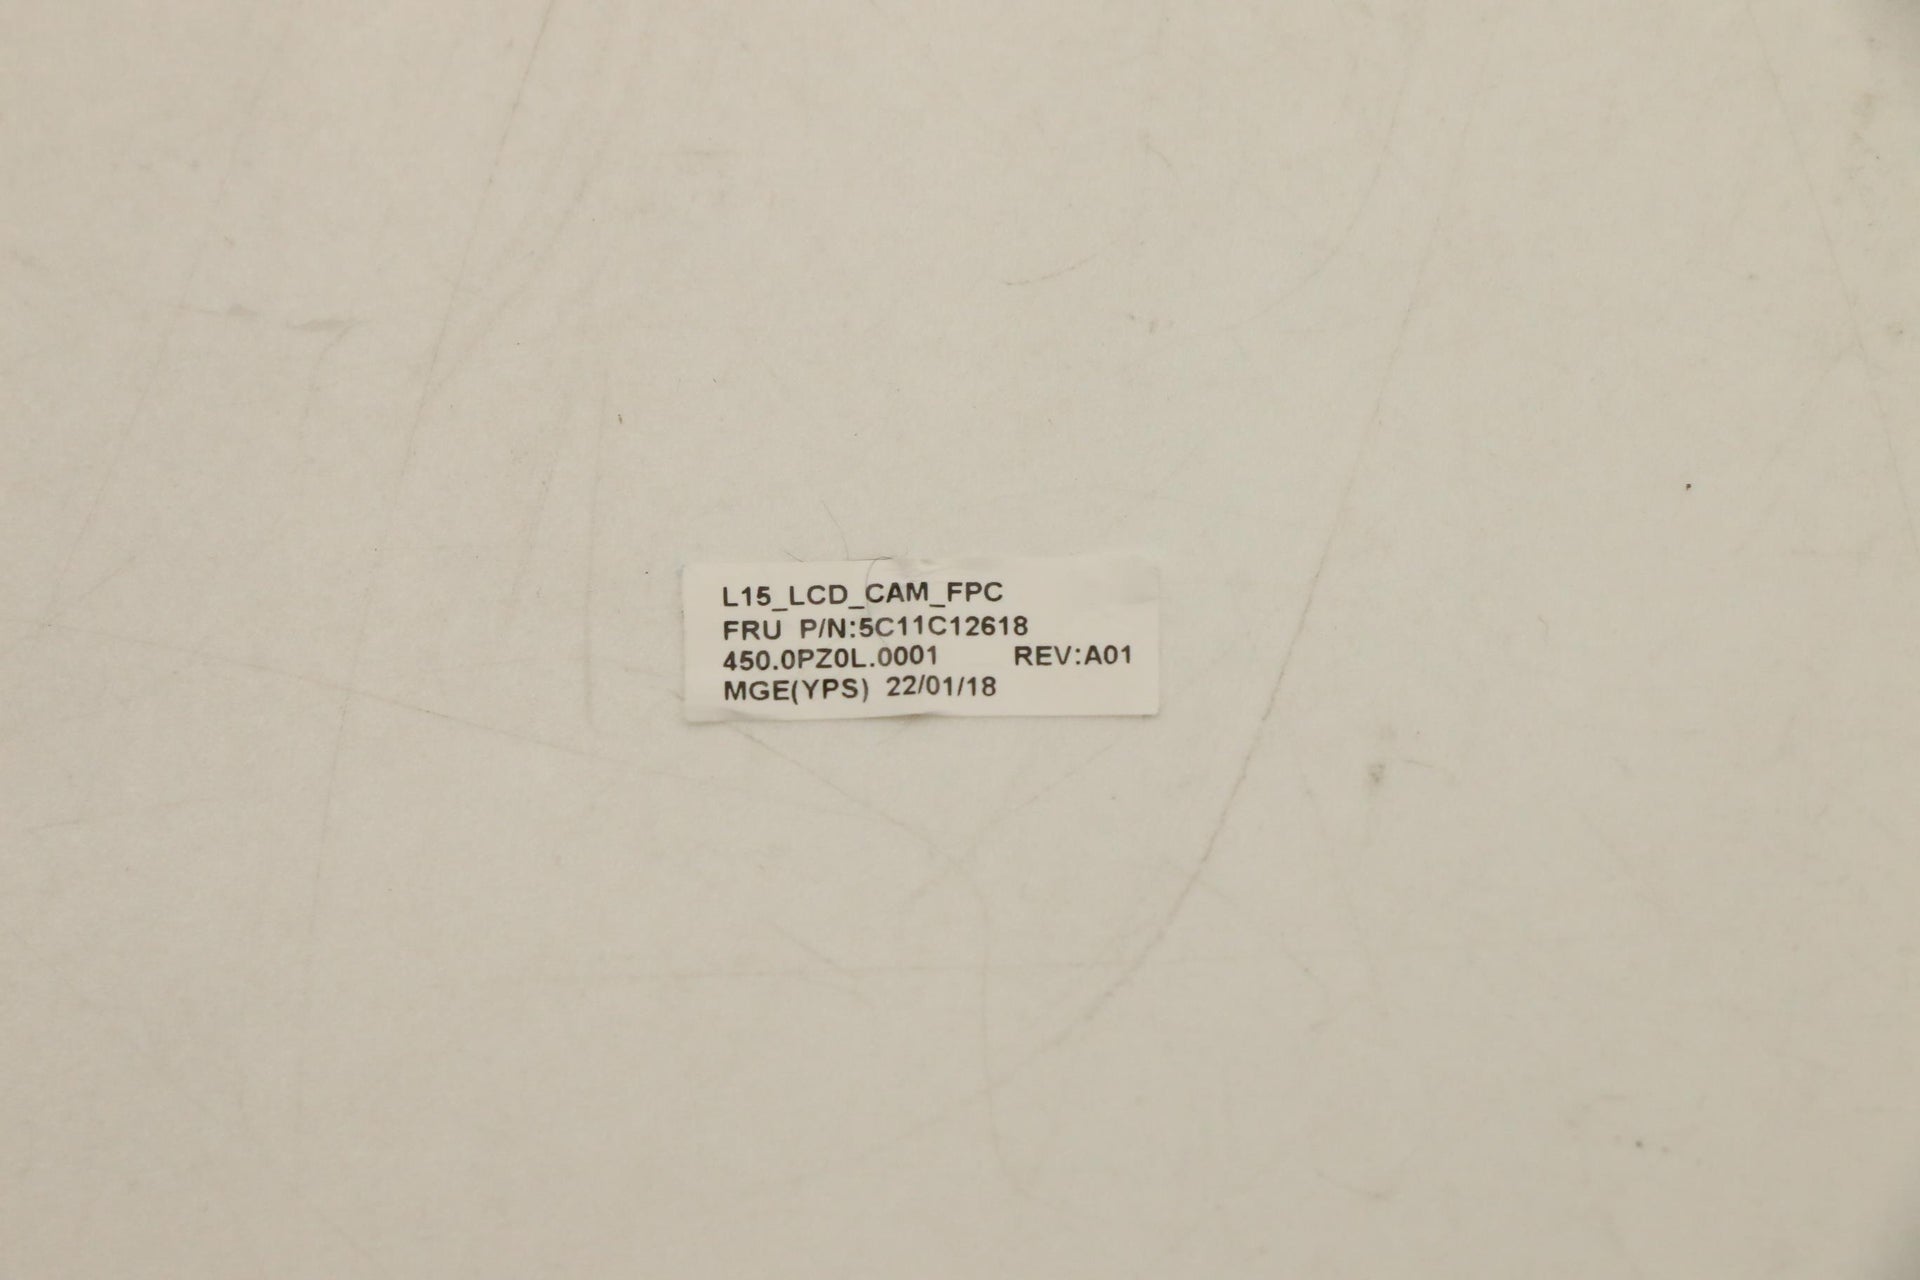 L15_LCD_CAM_FPC
FRU P/N:5C11C12618
450.0PZ0L.0001 REV:A01
MGE(YPS) 22/01/18